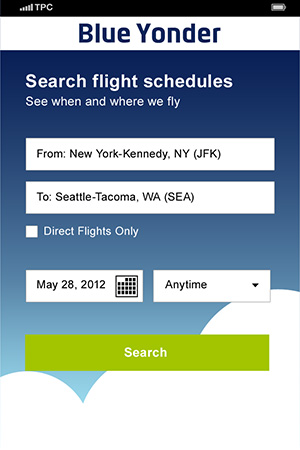 TPC
Blue Yonder
Search flight schedules
See when and where we fly
From: New York-Kennedy, NY (JFK)
To: Seattle-Tacoma, WA (SEA)
Direct Flights Only
May 28, 2012 Anytime
Search